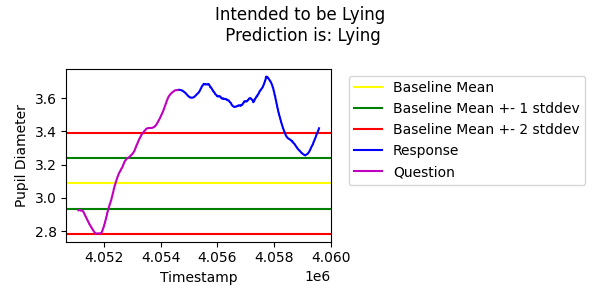 Intended to be Lying
Prediction is: Lying
Pupil Diameter
3.6
3.4
3.2
3.0
2.8
4.052
4.054
4.056
4.058
4.060
1e6
Timestamp
Baseline Mean
Baseline Mean +- 1 stddev
Baseline Mean +- 2 stddev
Response
Question